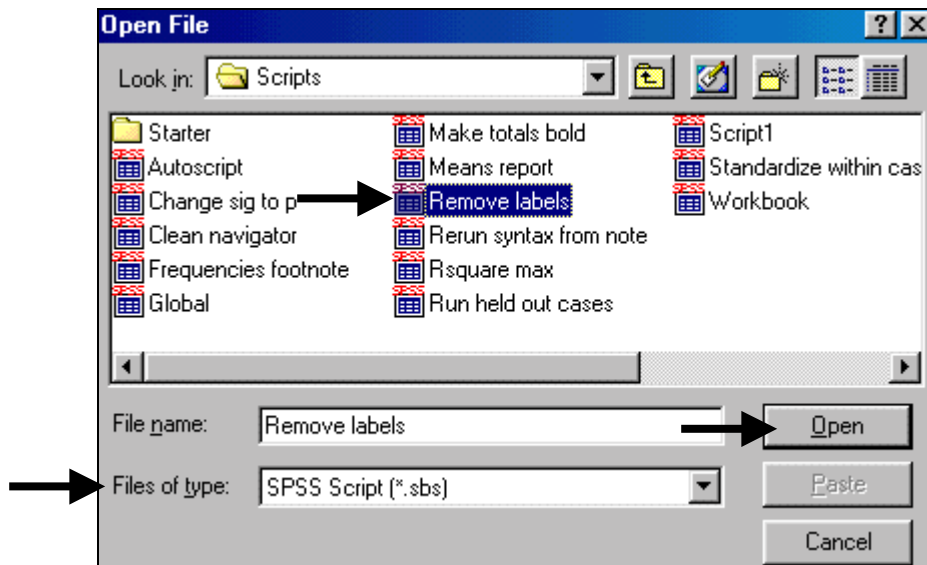 Open File
Look in: Scripts
Starter
Autoscript
Change sig to p
Clean navigator
Frequencies footnote
Global
Make totals bold
Means report
Remove labels
Rerun syntax from note
Rsquare max
Run held out cases
Script1
Standardize within cas
Workbook
File name: Remove labels Open
Files of type: SPSS Script (*.sbs) Paste
Cancel